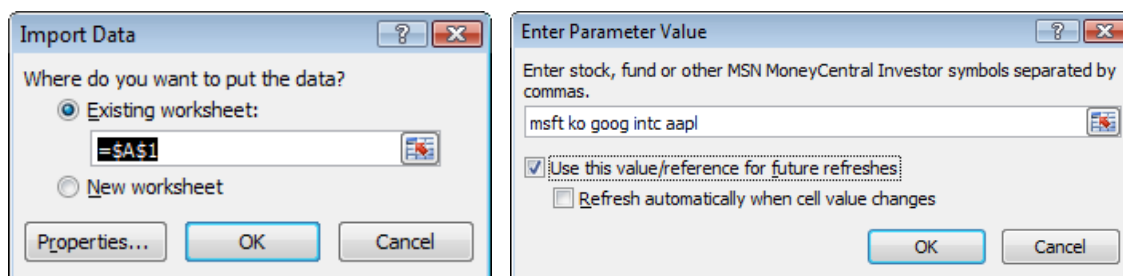 Import Data
Where do you want to put the data?
Existing worksheet:
=$A$1
New worksheet
Properties...
OK
Cancel
Enter Parameter Value
Enter stock, fund or other MSN MoneyCentral Investor symbols separated by
commas.
msft ko goog intc aapl
Use this value/reference for future refreshes
Refresh automatically when cell value changes
OK
Cancel